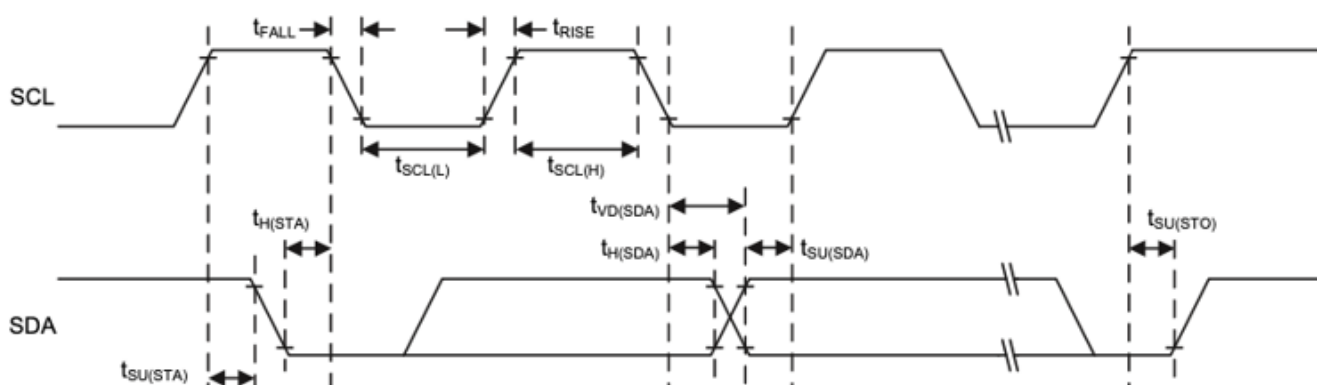 tFALL
tRISE
SCL
tSCL(L)
tSCL(H)
tVD(SDA)
tH(STA)
tSU(STO)
tH(SDA)
tSU(SDA)
SDA
tSU(STA)